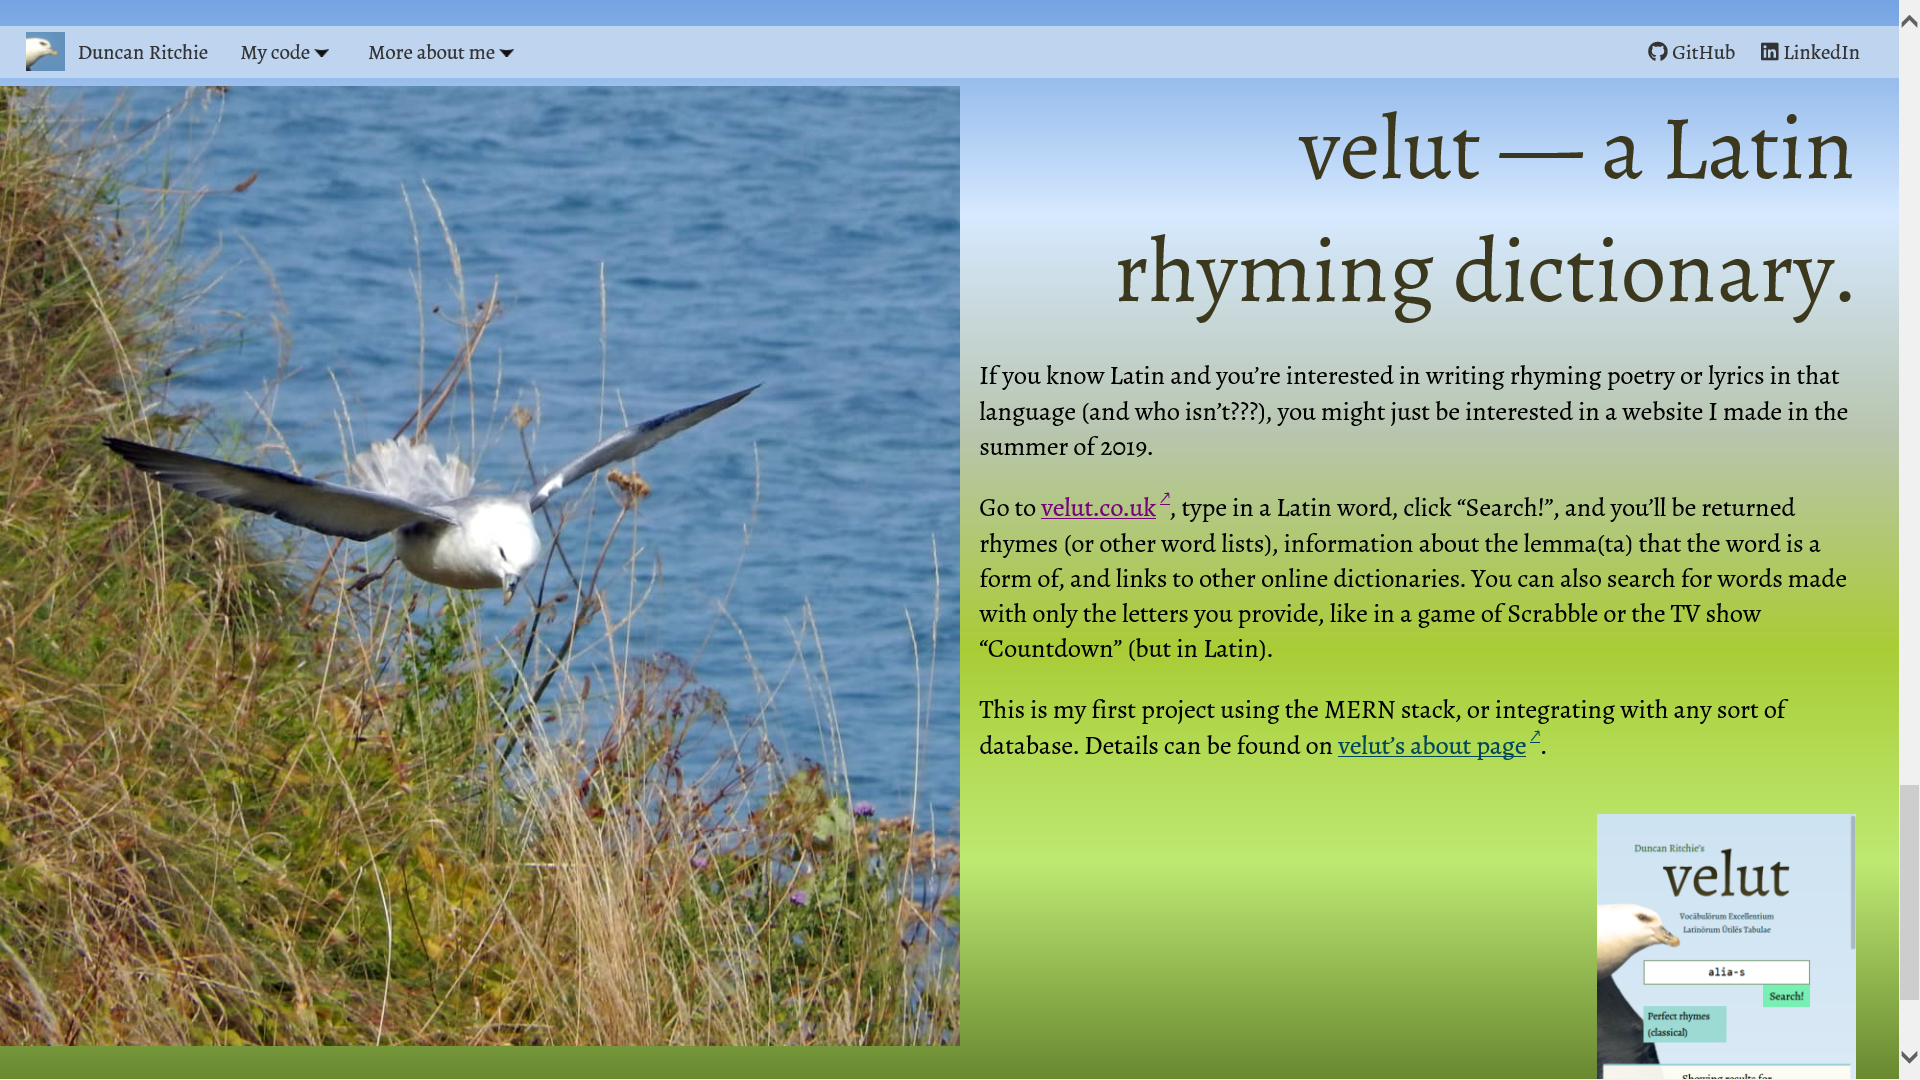 Duncan Ritchie
My code
More about me
GitHub
LinkedIn
velut — a Latin
rhyming dictionary.
If you know Latin and you’re interested in writing rhyming poetry or lyrics in that
language (and who isn’t???), you might just be interested in a website I made in the
summer of 2019.
Go to velut.co.uk↗, type in a Latin word, click “Search!”, and you’ll be returned
rhymes (or other word lists), information about the lemma(ta) that the word is a
form of, and links to other online dictionaries. You can also search for words made
with only the letters you provide, like in a game of Scrabble or the TV show
“Countdown” (but in Latin).
This is my first project using the MERN stack, or integrating with any sort of
database. Details can be found on velut’s about page↗.
Duncan Ritchie's
velut
Vocābulōrum Excellentium
Latīnōrum Ūtilēs Tabulae
alia-s
Search!
Perfect rhymes
(classical)
Showing results for